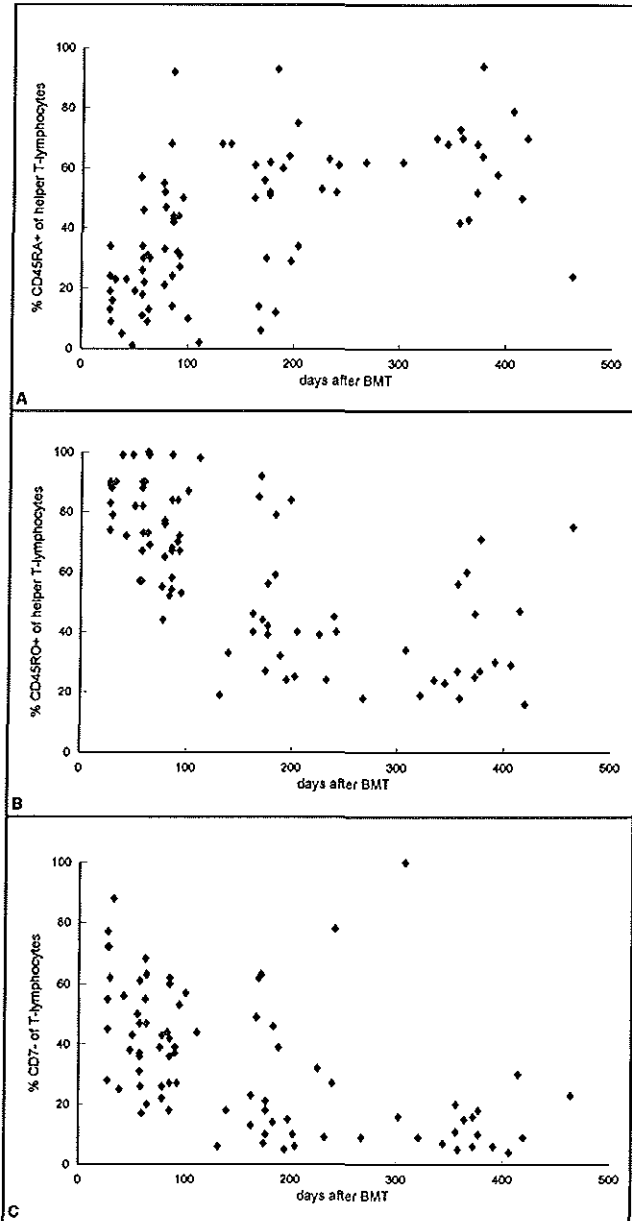 100
80
60
40
20
0
% CD45RA+ of helper T-lymphocytes
0 100 200 300 400 500
days after BMT
A
100
80
60
40
20
0
% CD45RO+ of helper T-lymphocytes
0 100 200 300 400 500
days after BMT
B
100
80
60
40
20
0
% CD7- of T-lymphocytes
0 100 200 300 400 500
days after BMT
C